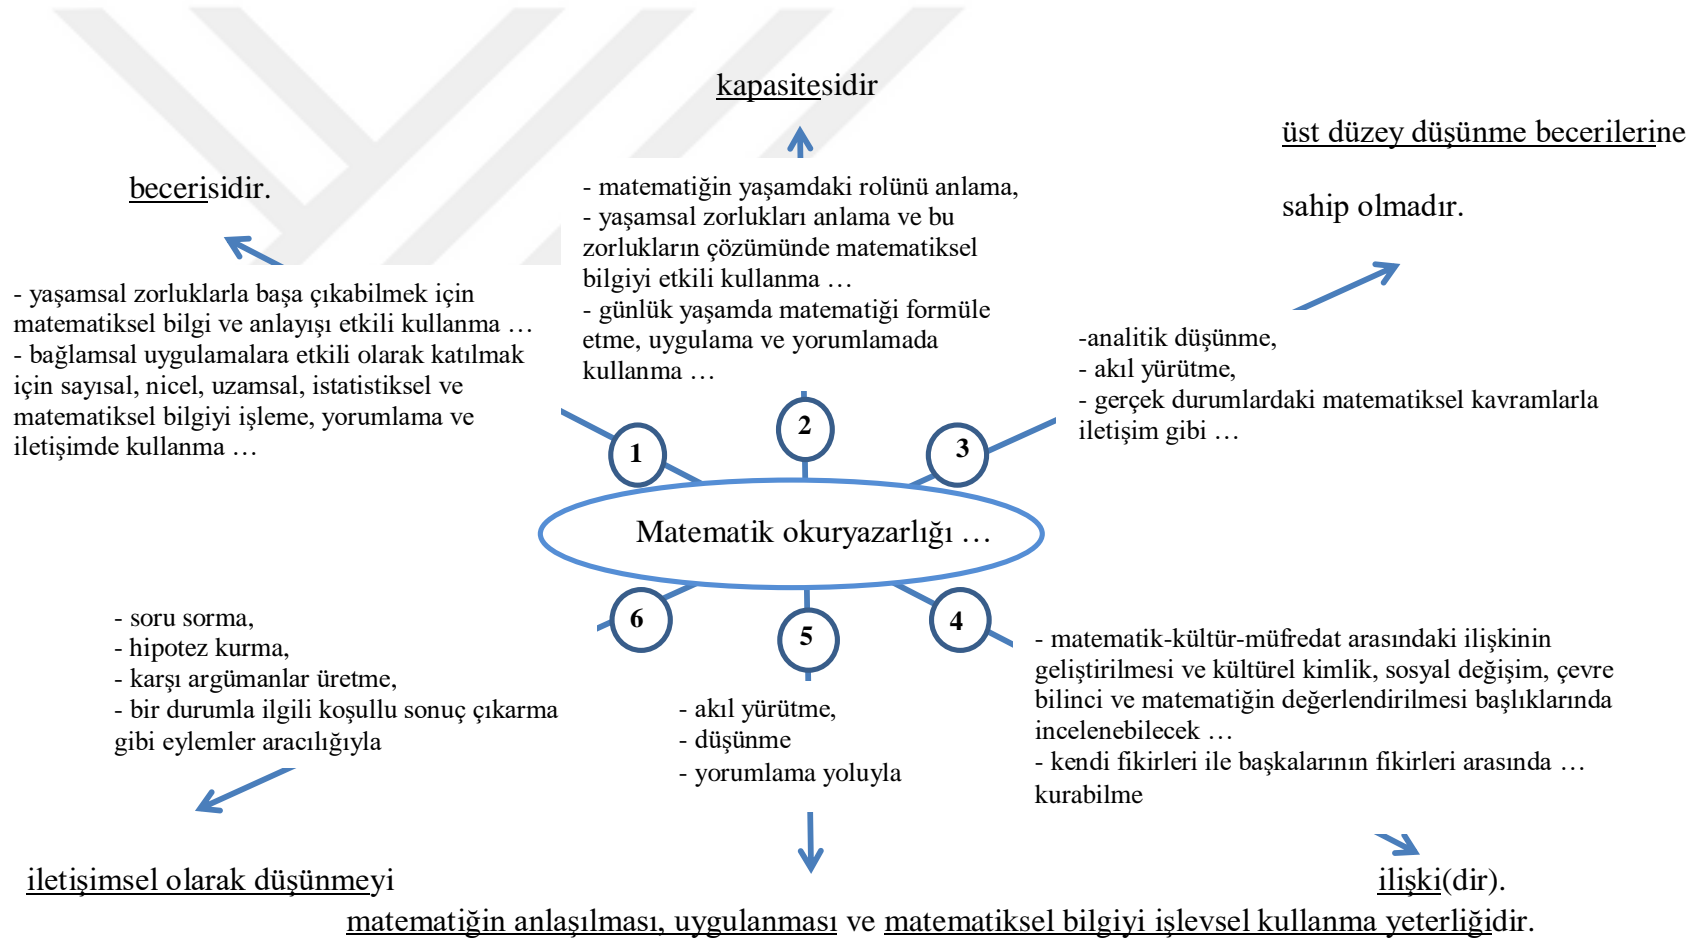 kapasitesidir
üst düzey düşünme becerilerine
sahip olmadır.
becerisidir.
- matematiğin yaşamdaki rolünü anlama,
- yaşamsal zorlukları anlama ve bu
zorlukların çözümünde matematiksel
bilgiyi etkili kullanma …
- günlük yaşamda matematiği formüle
etme, uygulama ve yorumlamada
kullanma …
- yaşamsal zorluklarla başa çıkabilmek için
matematiksel bilgi ve anlayışı etkili kullanma …
- bağlamsal uygulamalara etkili olarak katılmak
için sayısal, nicel, uzamsal, istatistiksel ve
matematiksel bilgiyi işleme, yorumlama ve
iletişimde kullanma …
-analitik düşünme,
- akıl yürütme,
- gerçek durumlardaki matematiksel kavramlarla
iletişim gibi …
1
2
3
Matematik okuryazarlığı …
6
5
4
- soru sorma,
- hipotez kurma,
- karşı argümanlar üretme,
- bir durumla ilgili koşullu sonuç çıkarma
gibi eylemler aracılığıyla
- akıl yürütme,
- düşünme
- yorumlama yoluyla
- matematik-kültür-müfredat arasındaki ilişkinin
geliştirilmesi ve kültürel kimlik, sosyal değişim, çevre
bilinci ve matematiğin değerlendirilmesi başlıklarında
incelenebilecek …
- kendi fikirleri ile başkalarının fikirleri arasında …
kurabilme
iletişimsel olarak düşünmeyi
ilişki(dir).
matematiğin anlaşılması, uygulanması ve matematiksel bilgiyi işlevsel kullanma yeterliğidir.